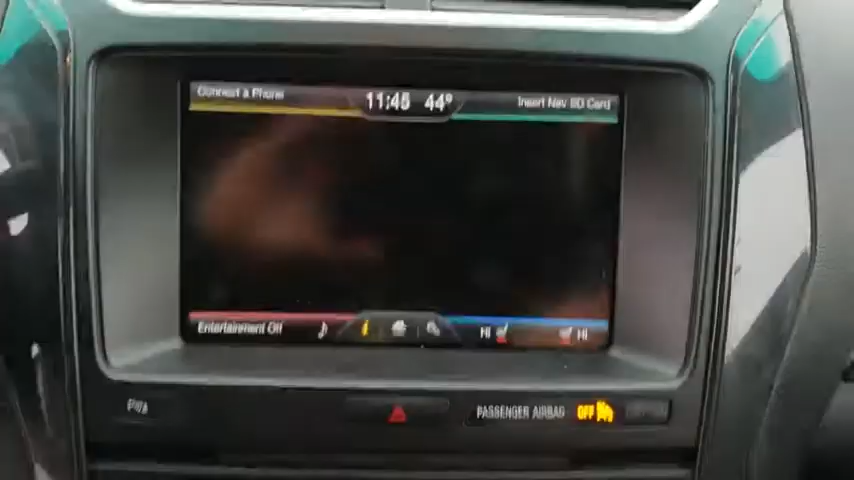 Connect a Phone
11:45 44°
Insert Nav SD Card
Entertainment Off
HI
HI
PASSENGER AIRBAG OFF